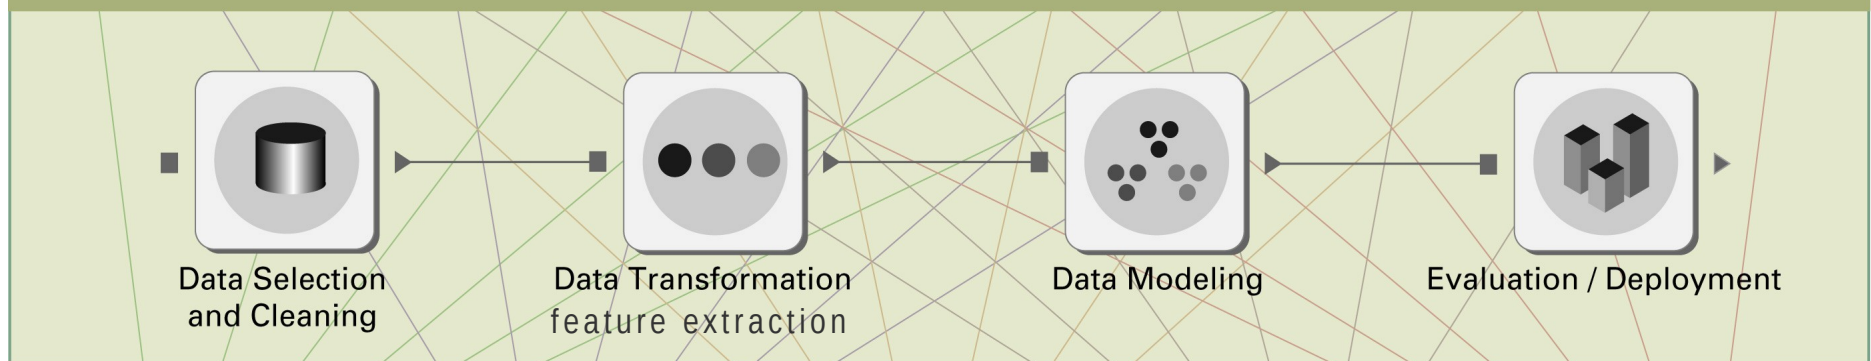 Data Selection
and Cleaning
Data Transformation
feature extraction
Data Modeling
Evaluation / Deployment